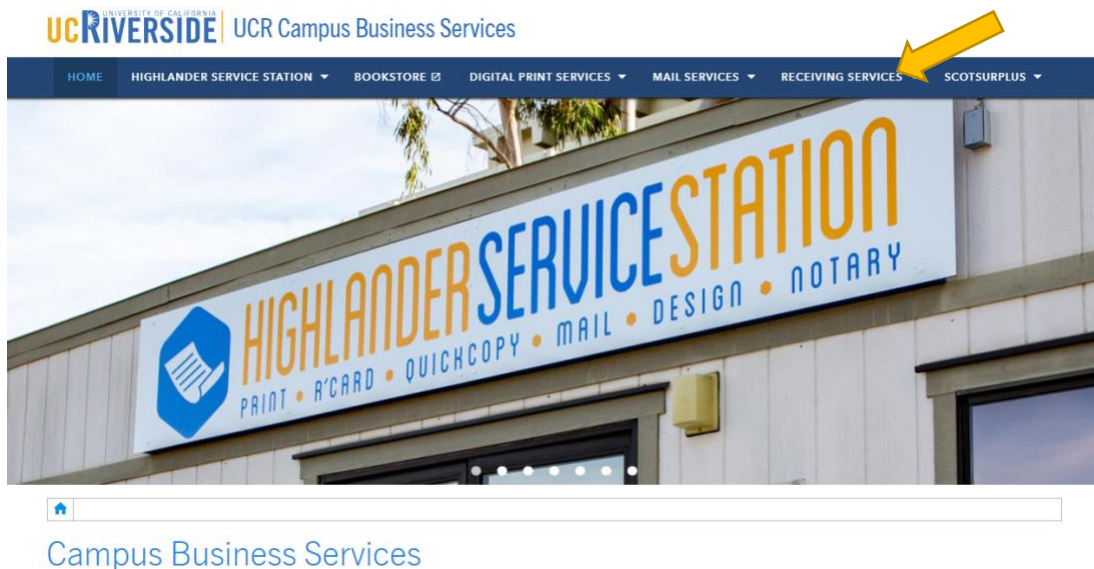 UNIVERSITY OF CALIFORNIA
UCRIVERSIDE UCR Campus Business Services
HOME HIGHLANDER SERVICE STATION BOOKSTORE DIGITAL PRINT SERVICES MAIL SERVICES RECEIVING SERVICES SCOTSURPLUS
HIGHLANDERSERVICESTATION
PRINT • R'CARD • QUICKCOPY • MAIL • DESIGN • NOTARY
Campus Business Services